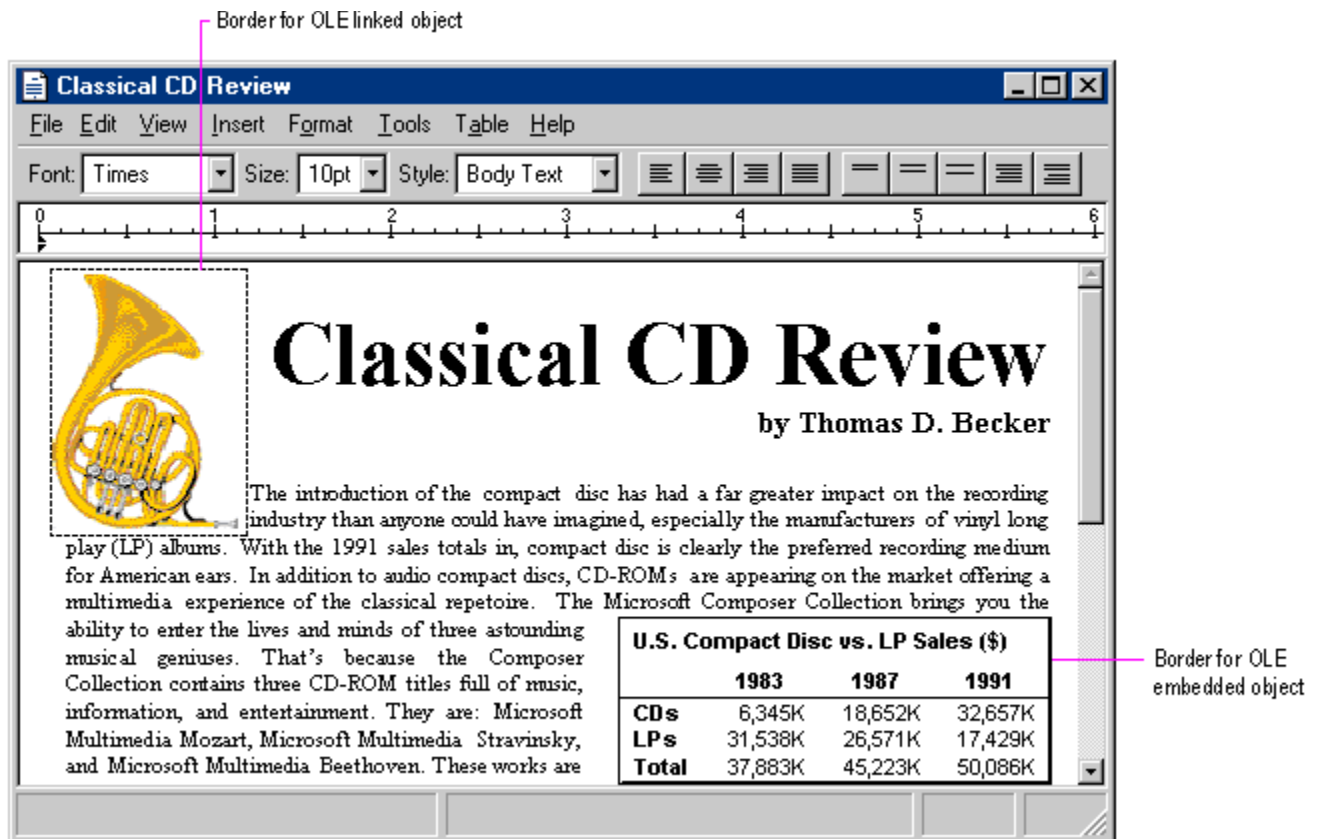 Border for OLE linked object
Classical CD Review
File Edit View Insert Format Tools Table Help
Font: Times Size: 10pt Style: Body Text
0 1 2 3 4 5 6
Classical CD Review
by Thomas D. Becker
The introduction of the compact disc has had a far greater impact on the recording
industry than anyone could have imagined, especially the manufacturers of vinyl long
play (LP) albums. With the 1991 sales totals in, compact disc is clearly the preferred recording medium
for American ears. In addition to audio compact discs, CD-ROMs are appearing on the market offering a
multimedia experience of the classical repetoire. The Microsoft Composer Collection brings you the
ability to enter the lives and minds of three astounding
musical geniuses. That's because the Composer
Collection contains three CD-ROM titles full of music,
information, and entertainment. They are: Microsoft
Multimedia Mozart, Microsoft Multimedia Stravinsky,
and Microsoft Multimedia Beethoven. These works are
U.S. Compact Disc vs. LP Sales ($)
1983 1987 1991
CDs 6,345K 18,652K 32,657K
LPs 31,538K 26,571K 17,429K
Total 37,883K 45,223K 50,086K
Border for OLE
embedded object